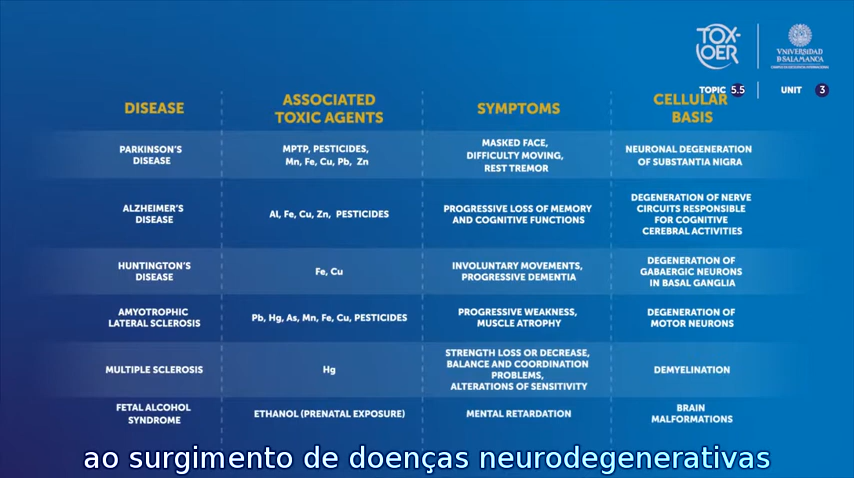 TOX-
OER
VNIVERSIDAD
D SALAMANCA
TOPIC 5.5 UNIT 3
DISEASE
ASSOCIATED
TOXIC AGENTS
SYMPTOMS
CELLULAR
BASIS
PARKINSON'S
DISEASE
MPTP, PESTICIDES,
Mn, Fe, Cu, Pb, Zn
MASKED FACE,
DIFFICULTY MOVING,
REST TREMOR
NEURONAL DEGENERATION
OF SUBSTANTIA NIGRA
ALZHEIMER'S
DISEASE
Al, Fe, Cu, Zn, PESTICIDES
PROGRESSIVE LOSS OF MEMORY
AND COGNITIVE FUNCTIONS
DEGENERATION OF NERVE
CIRCUITS RESPONSIBLE
FOR COGNITIVE
CEREBRAL ACTIVITIES
HUNTINGTON'S
DISEASE
Fe, Cu
INVOLUNTARY MOVEMENTS,
PROGRESSIVE DEMENTIA
DEGENERATION OF
GABAERGIC NEURONS
IN BASAL GANGLIA
AMYOTROPHIC
LATERAL SCLEROSIS
Pb, Hg, As, Mn, Fe, Cu, PESTICIDES
PROGRESSIVE WEAKNESS,
MUSCLE ATROPHY
DEGENERATION OF
MOTOR NEURONS
MULTIPLE SCLEROSIS
Hg
STRENGTH LOSS OR DECREASE,
BALANCE AND COORDINATION
PROBLEMS,
ALTERATIONS OF SENSITIVITY
DEMYELINATION
FETAL ALCOHOL
SYNDROME
ETHANOL (PRENATAL EXPOSURE)
MENTAL RETARDATION
BRAIN
MALFORMATIONS
ao surgimento de doenças neurodegenerativas